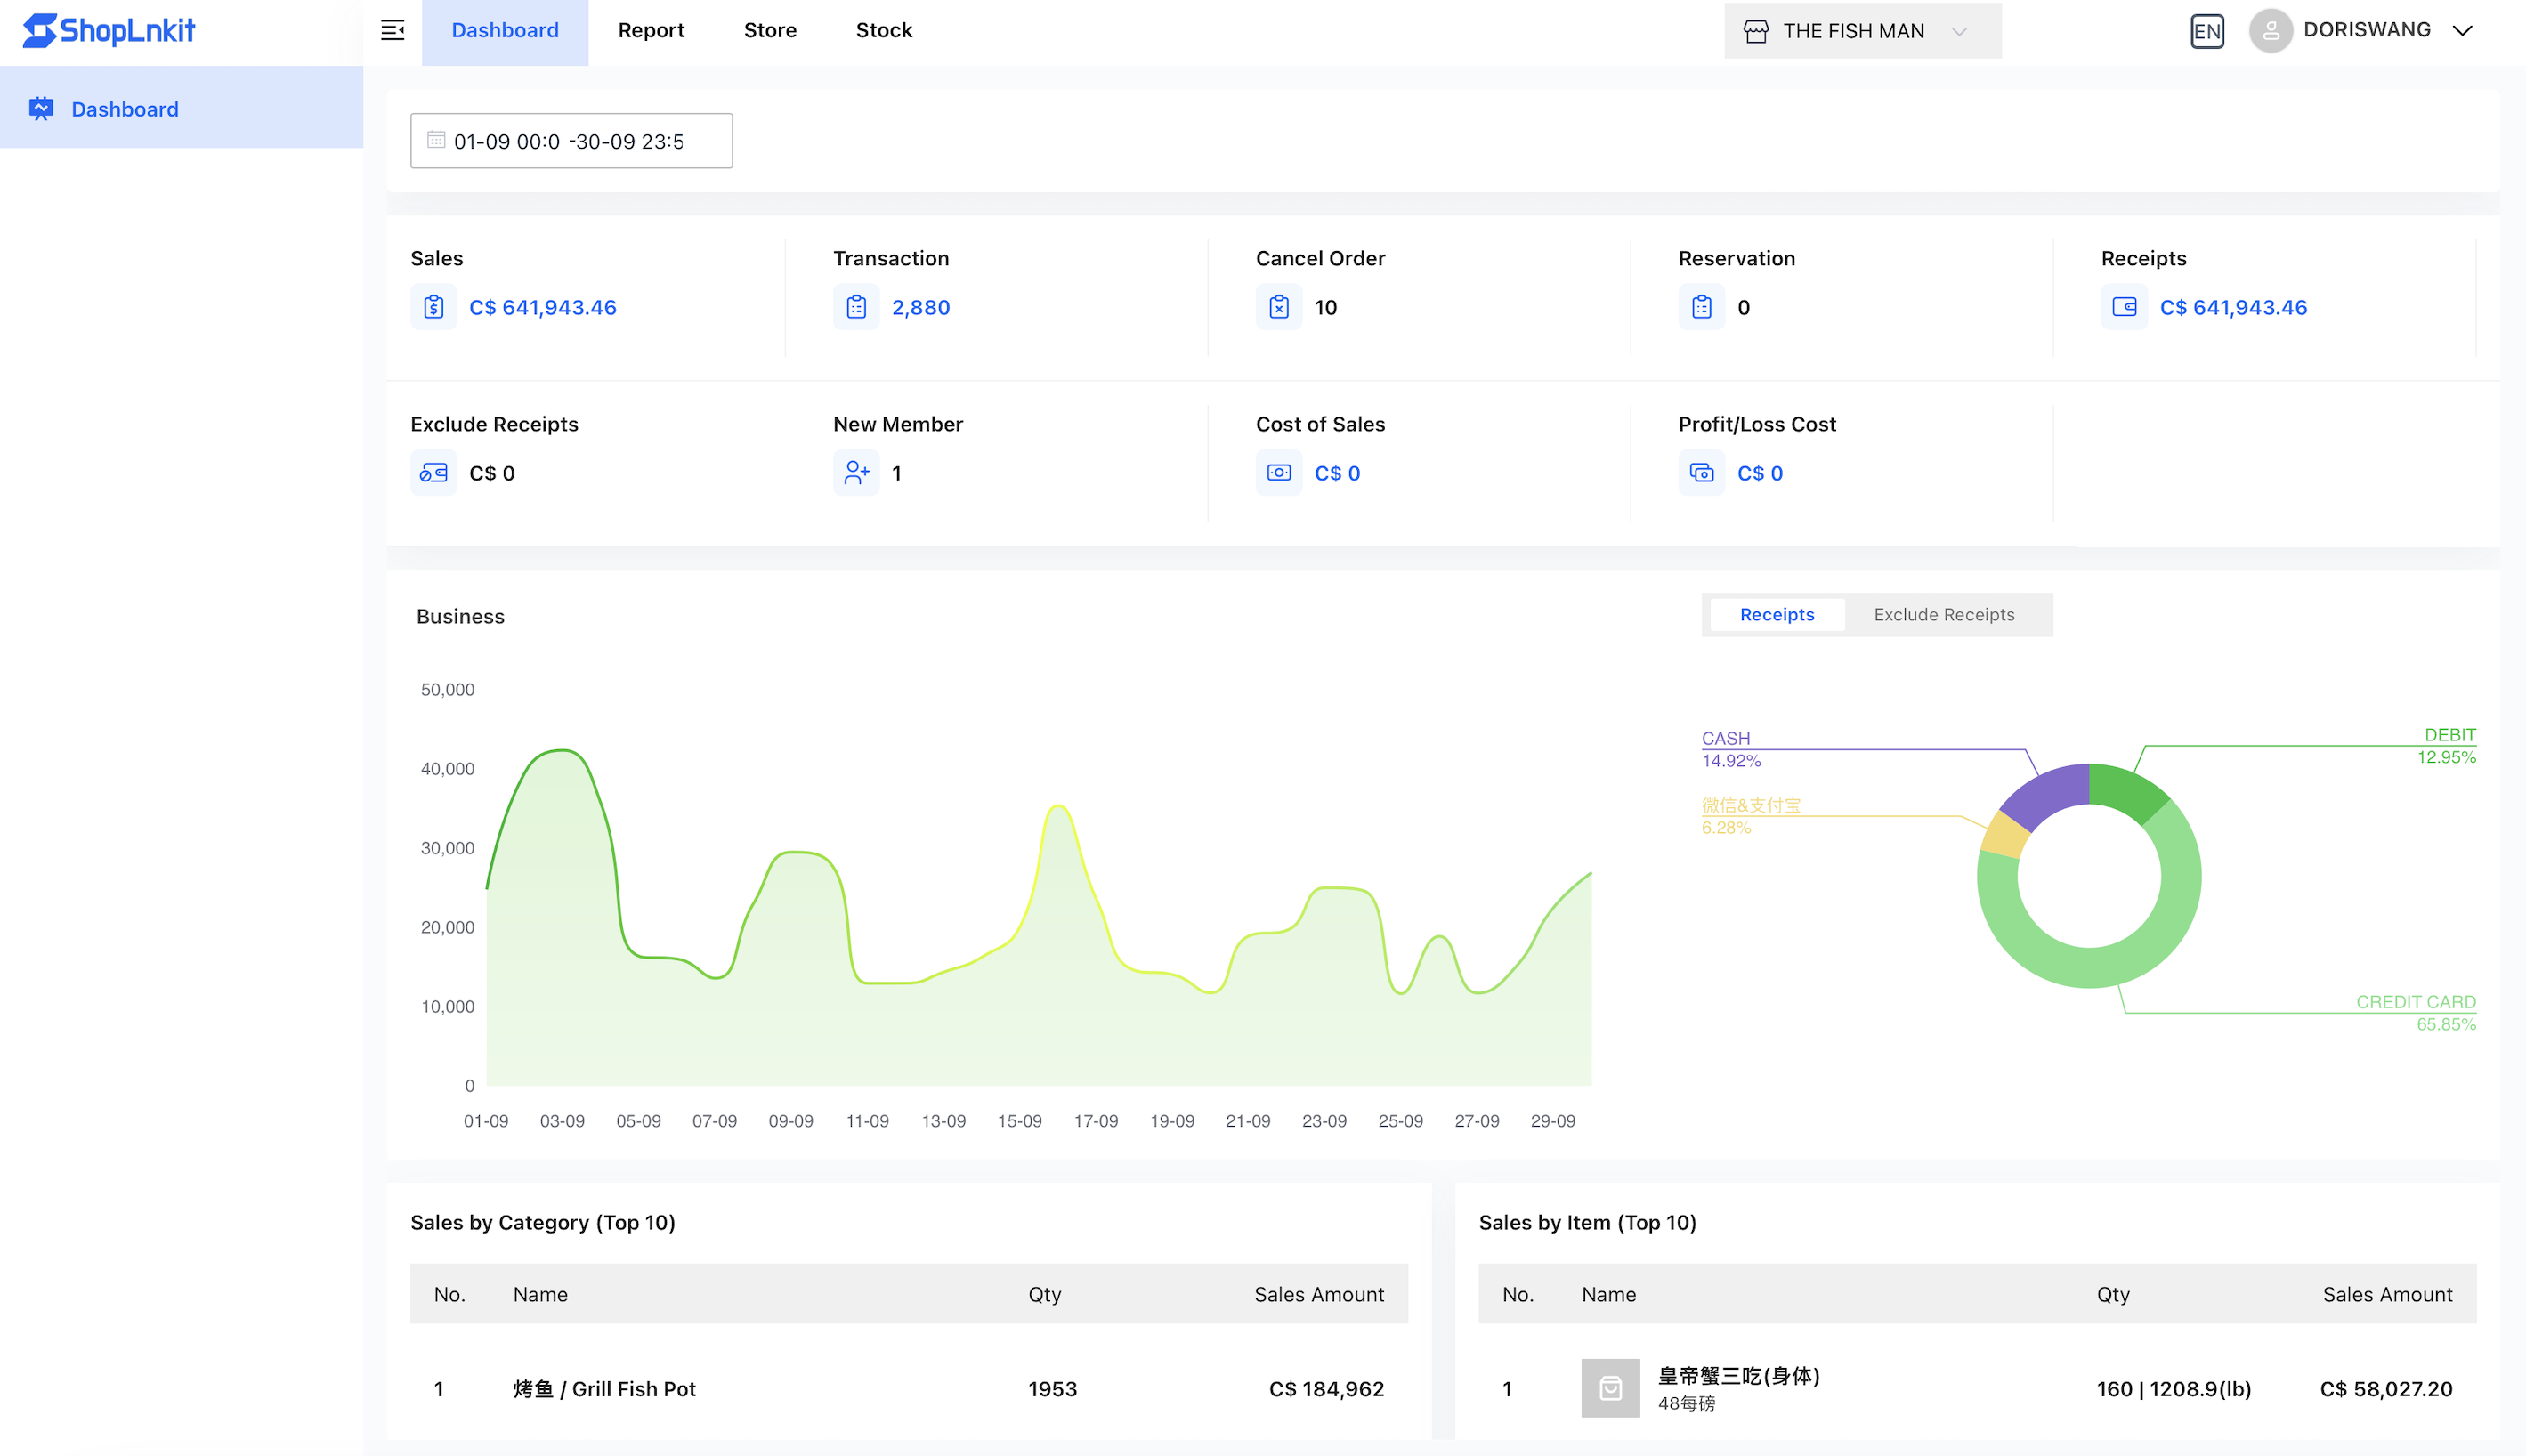 ShopLnkit
Dashboard
Report
Store
Stock
THE FISH MAN
EN
DORISWANG
Dashboard
01-09 00:0 -30-09 23:5
Sales
C$ 641,943.46
Transaction
2,880
Cancel Order
10
Reservation
0
Receipts
C$ 641,943.46
Exclude Receipts
C$ 0
New Member
1
Cost of Sales
C$ 0
Profit/Loss Cost
C$ 0
Business
50,000
40,000
30,000
20,000
10,000
0
01-09 03-09 05-09 07-09 09-09 11-09 13-09 15-09 17-09 19-09 21-09 23-09 25-09 27-09 29-09
Receipts Exclude Receipts
CASH
14.92%
微信&支付宝
6.28%
DEBIT
12.95%
CREDIT CARD
65.85%
Sales by Category (Top 10)
No. Name Qty Sales Amount
1 烤鱼 / Grill Fish Pot 1953 C$ 184,962
Sales by Item (Top 10)
No. Name Qty Sales Amount
1 皇帝蟹三吃(身体) 160 | 1208.9(lb) C$ 58,027.20
48每磅